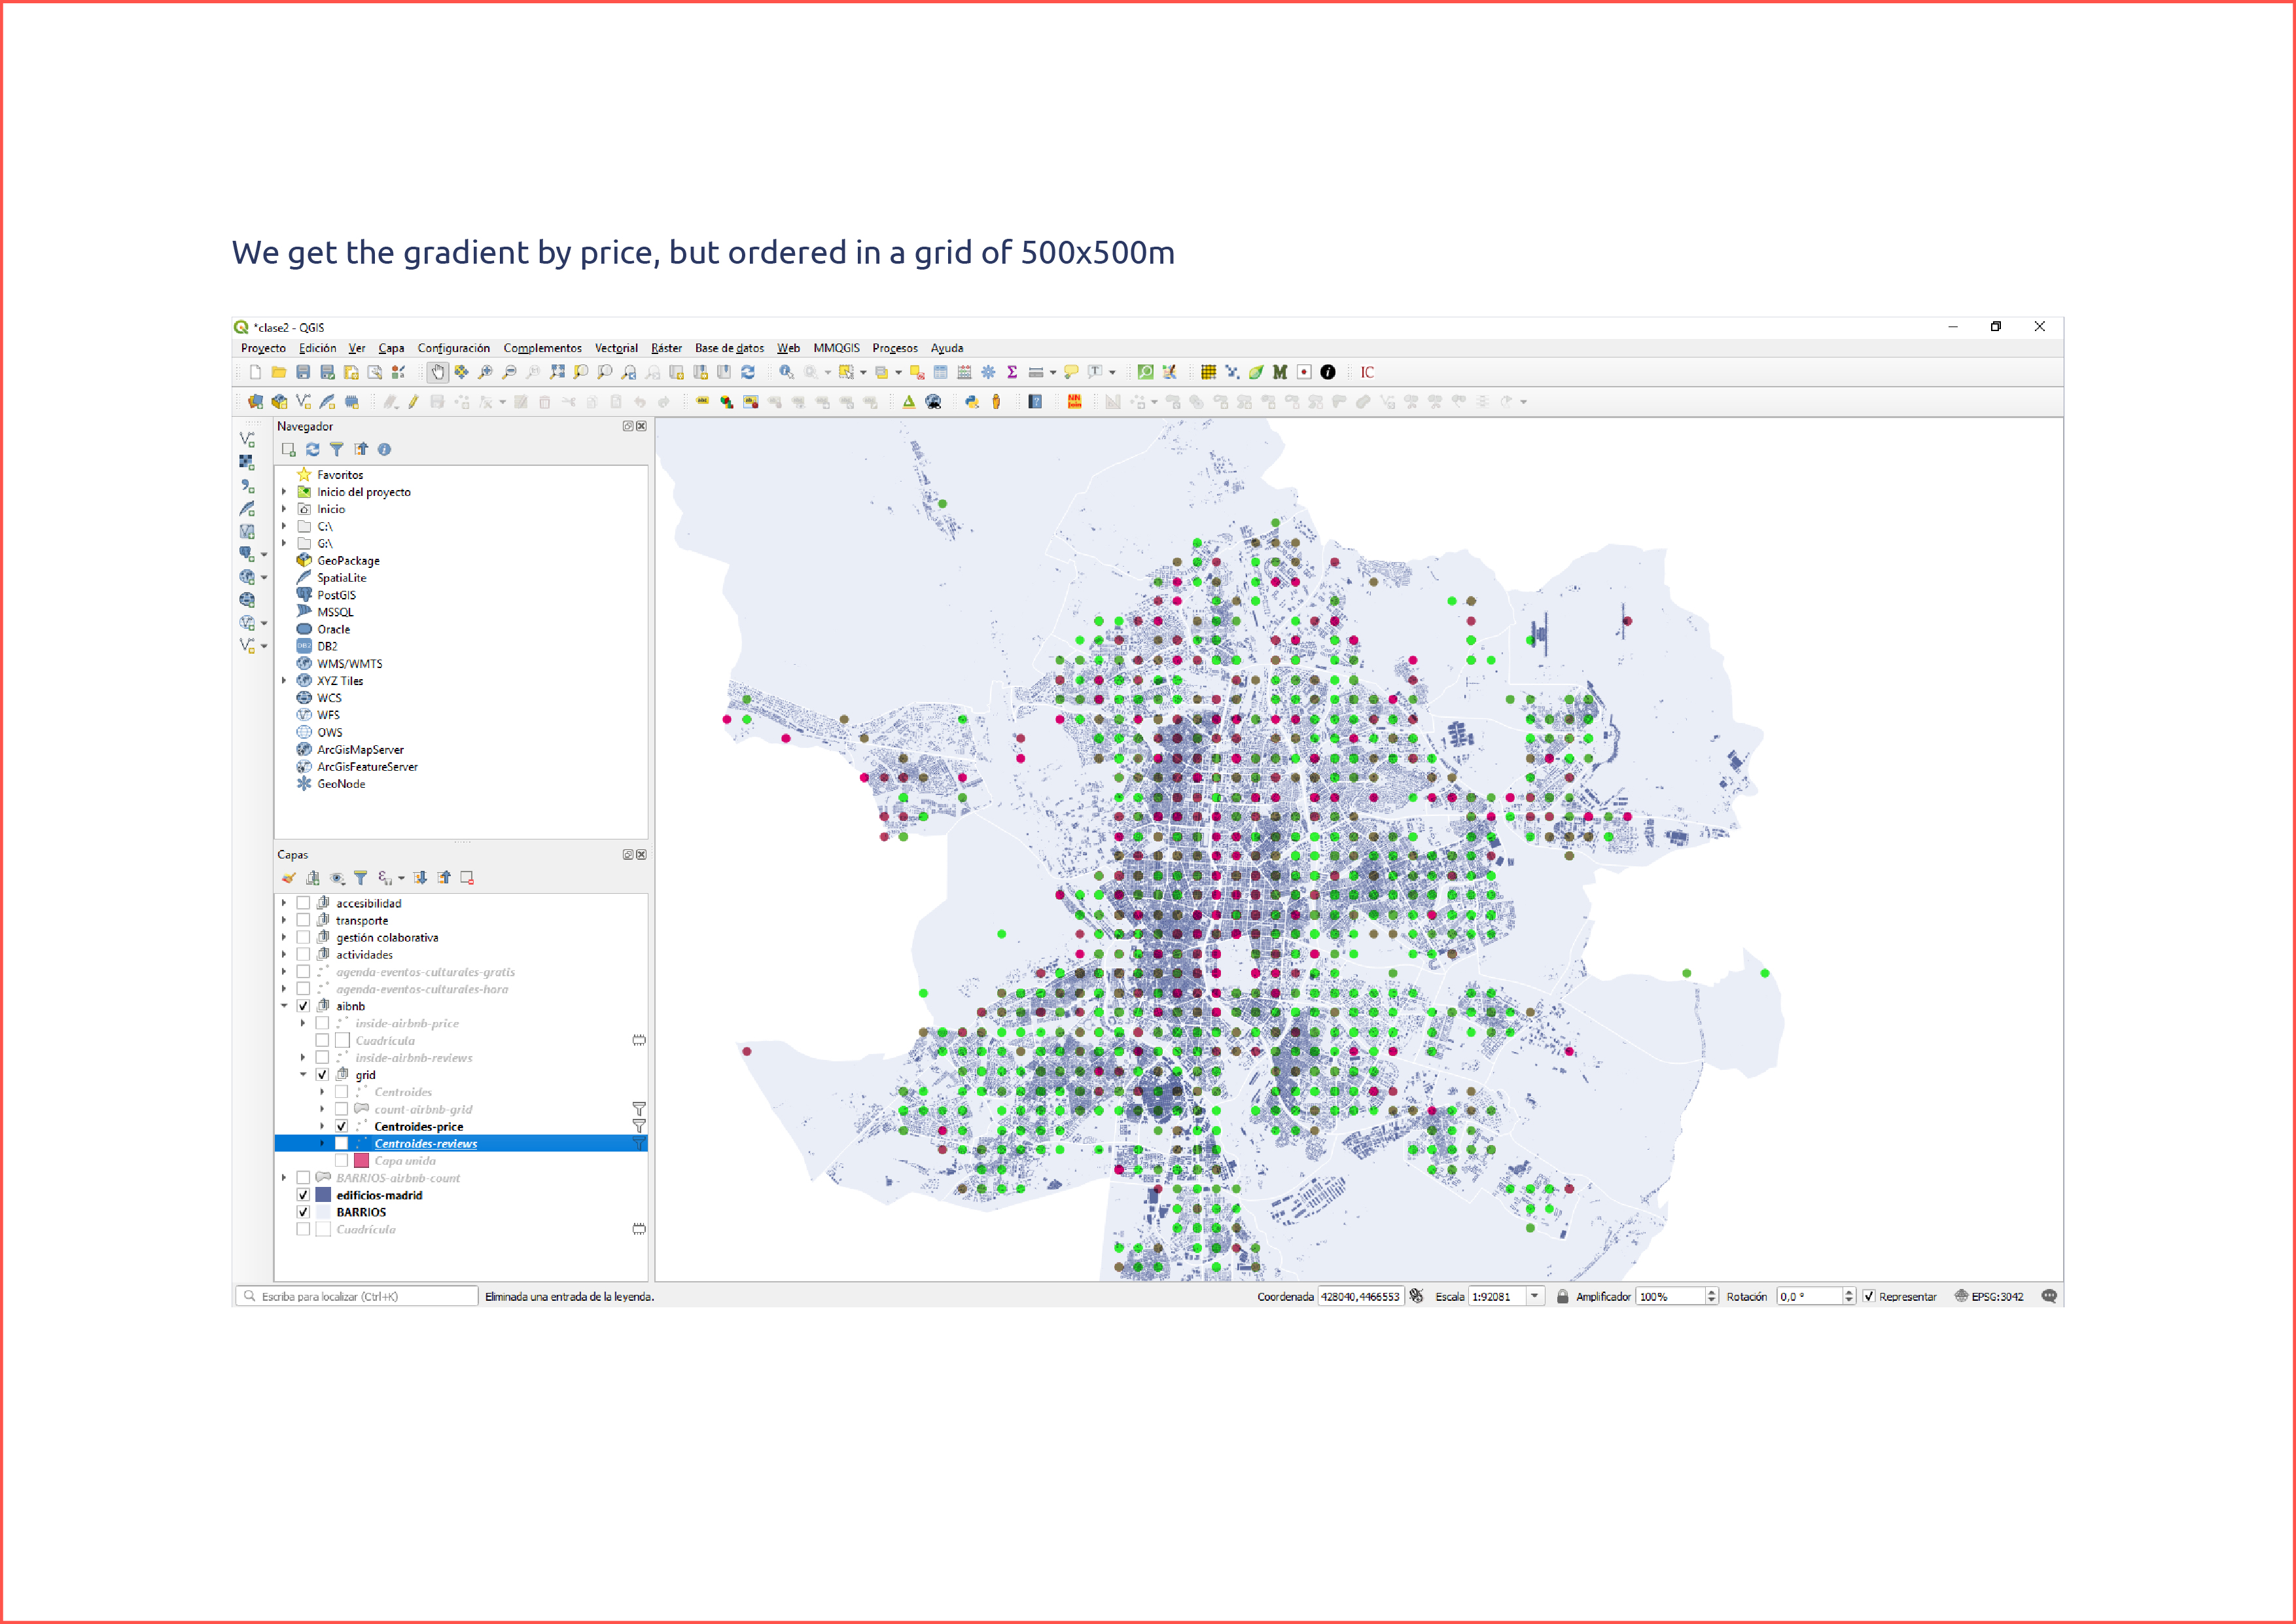 We get the gradient by price, but ordered in a grid of 500x500m
*clase2 - QGIS
Proyecto Edición Ver Capa Configuración Complementos Vectorial Ráster Base de datos Web MMQGIS Procesos Ayuda
IC
Navegador
Favoritos
Inicio del proyecto
Inicio
C:\
G:\
GeoPackage
SpatiaLite
PostGIS
MSSQL
Oracle
DB2
WMS/WMTS
XYZ Tiles
WCS
WFS
OWS
ArcGisMapServer
ArcGisFeatureServer
GeoNode
Capas
accesibilidad
transporte
gestión colaborativa
actividades
agenda-eventos-culturales-gratis
agenda-eventos-culturales-hora
aibnb
inside-airbnb-price
Cuadrícula
inside-airbnb-reviews
grid
Centroides
count-airbnb-grid
Centroides-price
Centroides-reviews
Capa unida
BARRIOS-airbnb-count
edificios-madrid
BARRIOS
Cuadrícula
Escriba para localizar (Ctrl+K) Eliminada una entrada de la leyenda. Coordenada 428040,4466553 Escala 1:92081 Amplificador 100% Rotación 0,0 ° Representar EPSG:3042